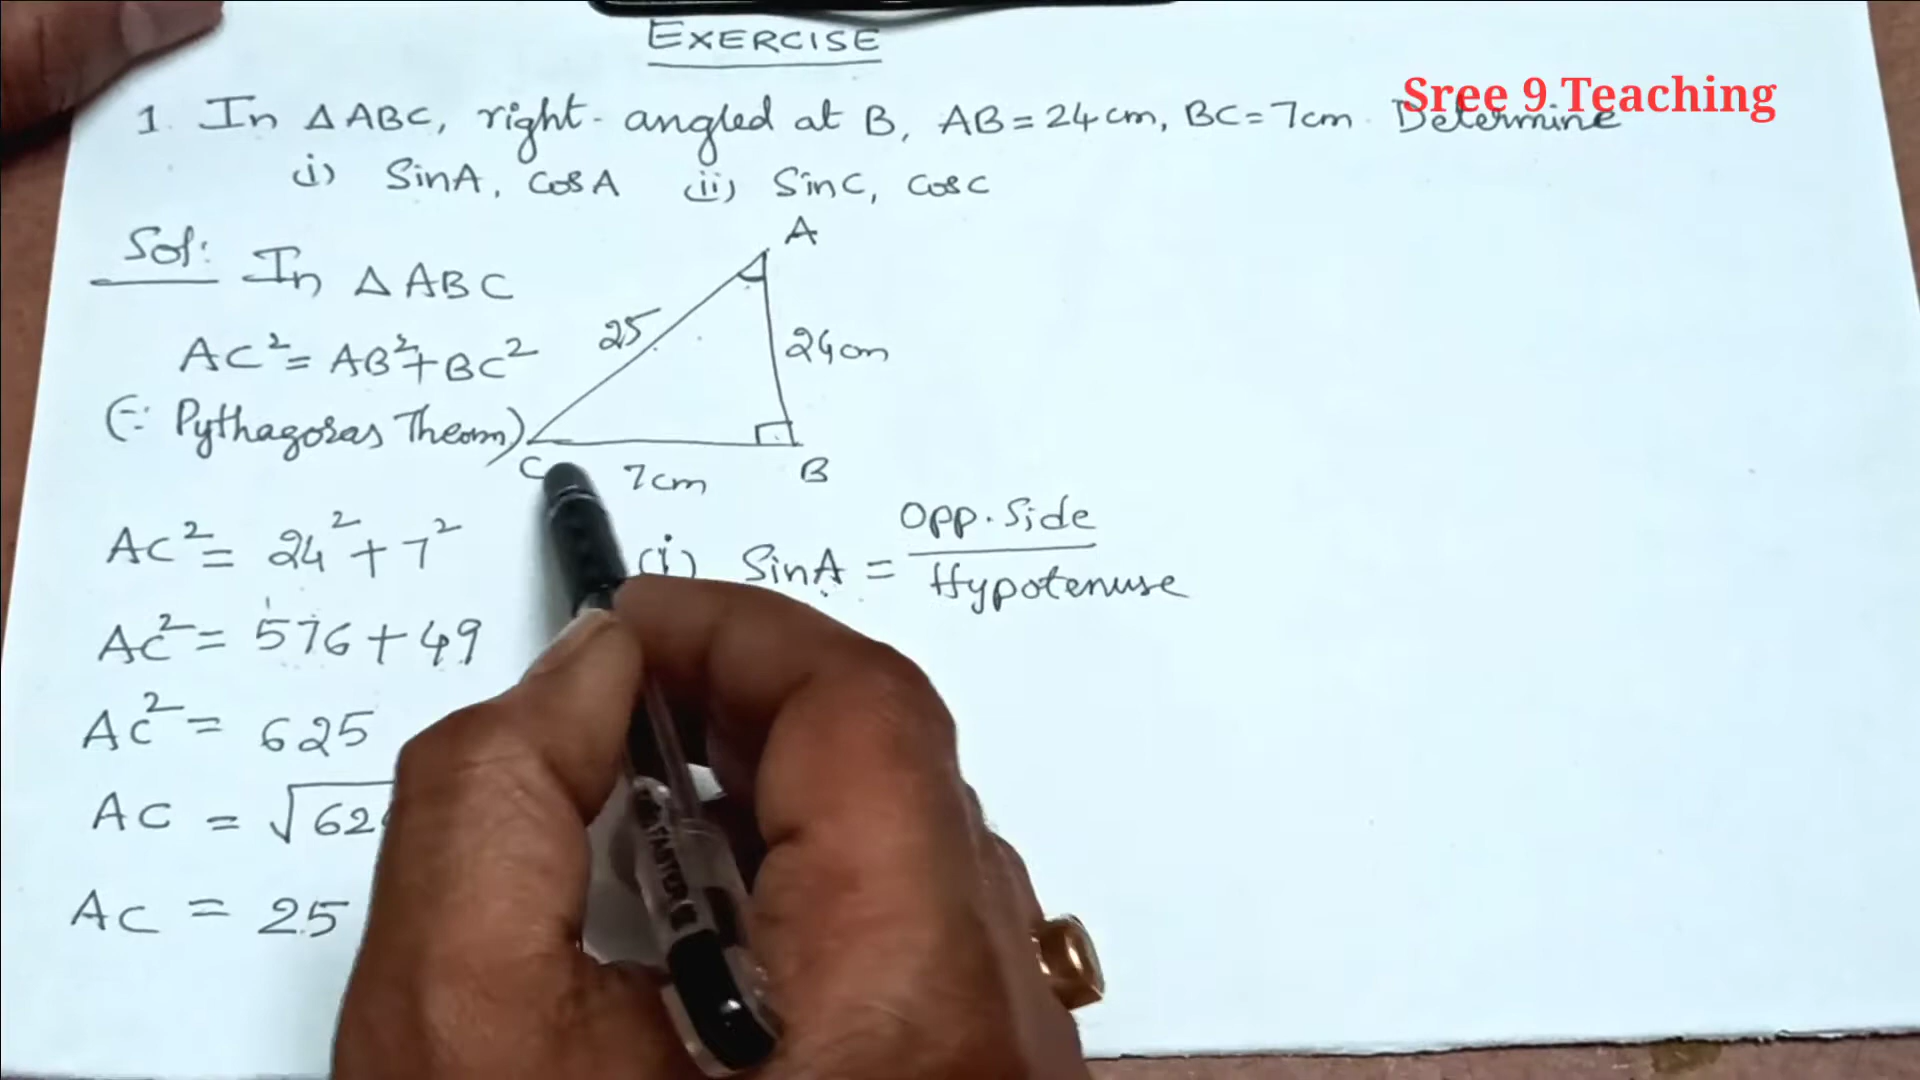 EXERCISE
Sree 9 Teaching
1. In △ABC, right-angled at B, AB=24cm, BC=7cm. Determine
(i) SinA, CosA (ii) SinC, CosC
Sol: In △ABC
AC²=AB²+BC²
(∵ Pythagoras Theorm)
A
25
24cm
C
7cm
B
AC²= 24²+7²
AC²= 576+49
AC²= 625
AC = √62
AC = 25
(i) SinA = Opp. Side
Hypotenuse